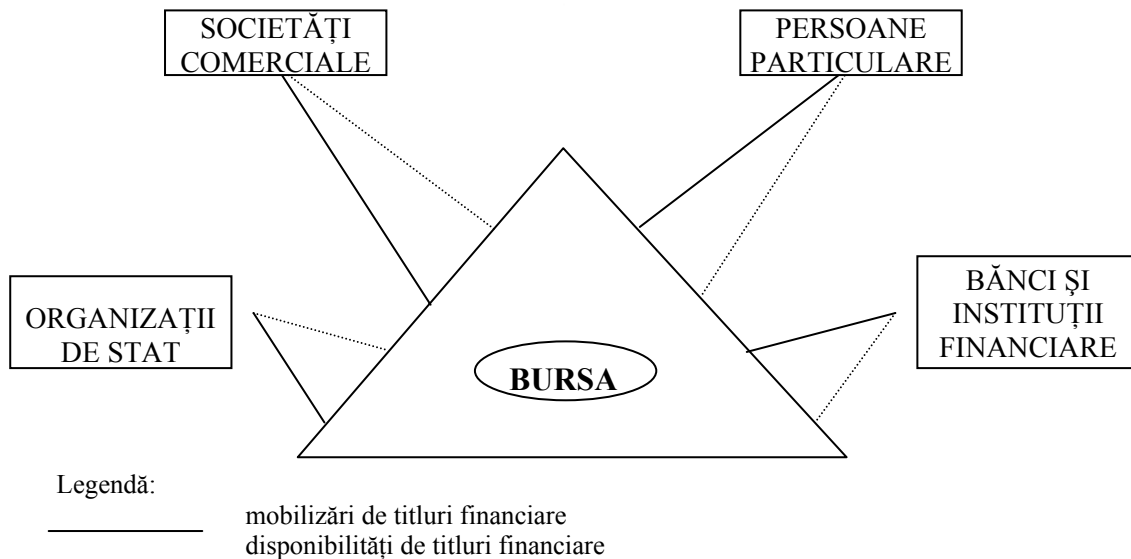 SOCIETĂȚI
COMERCIALE
PERSOANE
PARTICULARE
ORGANIZAȚII
DE STAT
BĂNCI ŞI
INSTITUȚII
FINANCIARE
BURSA
Legendă:
mobilizări de titluri financiare
disponibilități de titluri financiare